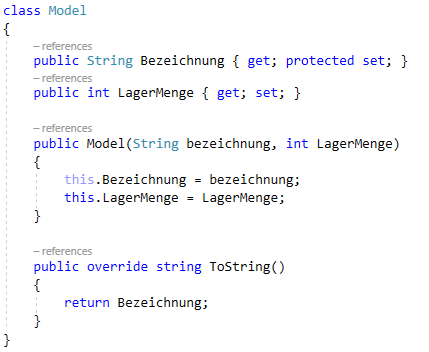 class Model
{
– references
public String Bezeichnung { get; protected set; }
– references
public int LagerMenge { get; set; }
– references
public Model(String bezeichnung, int LagerMenge)
{
this.Bezeichnung = bezeichnung;
this.LagerMenge = LagerMenge;
}
– references
public override string ToString()
{
return Bezeichnung;
}
}